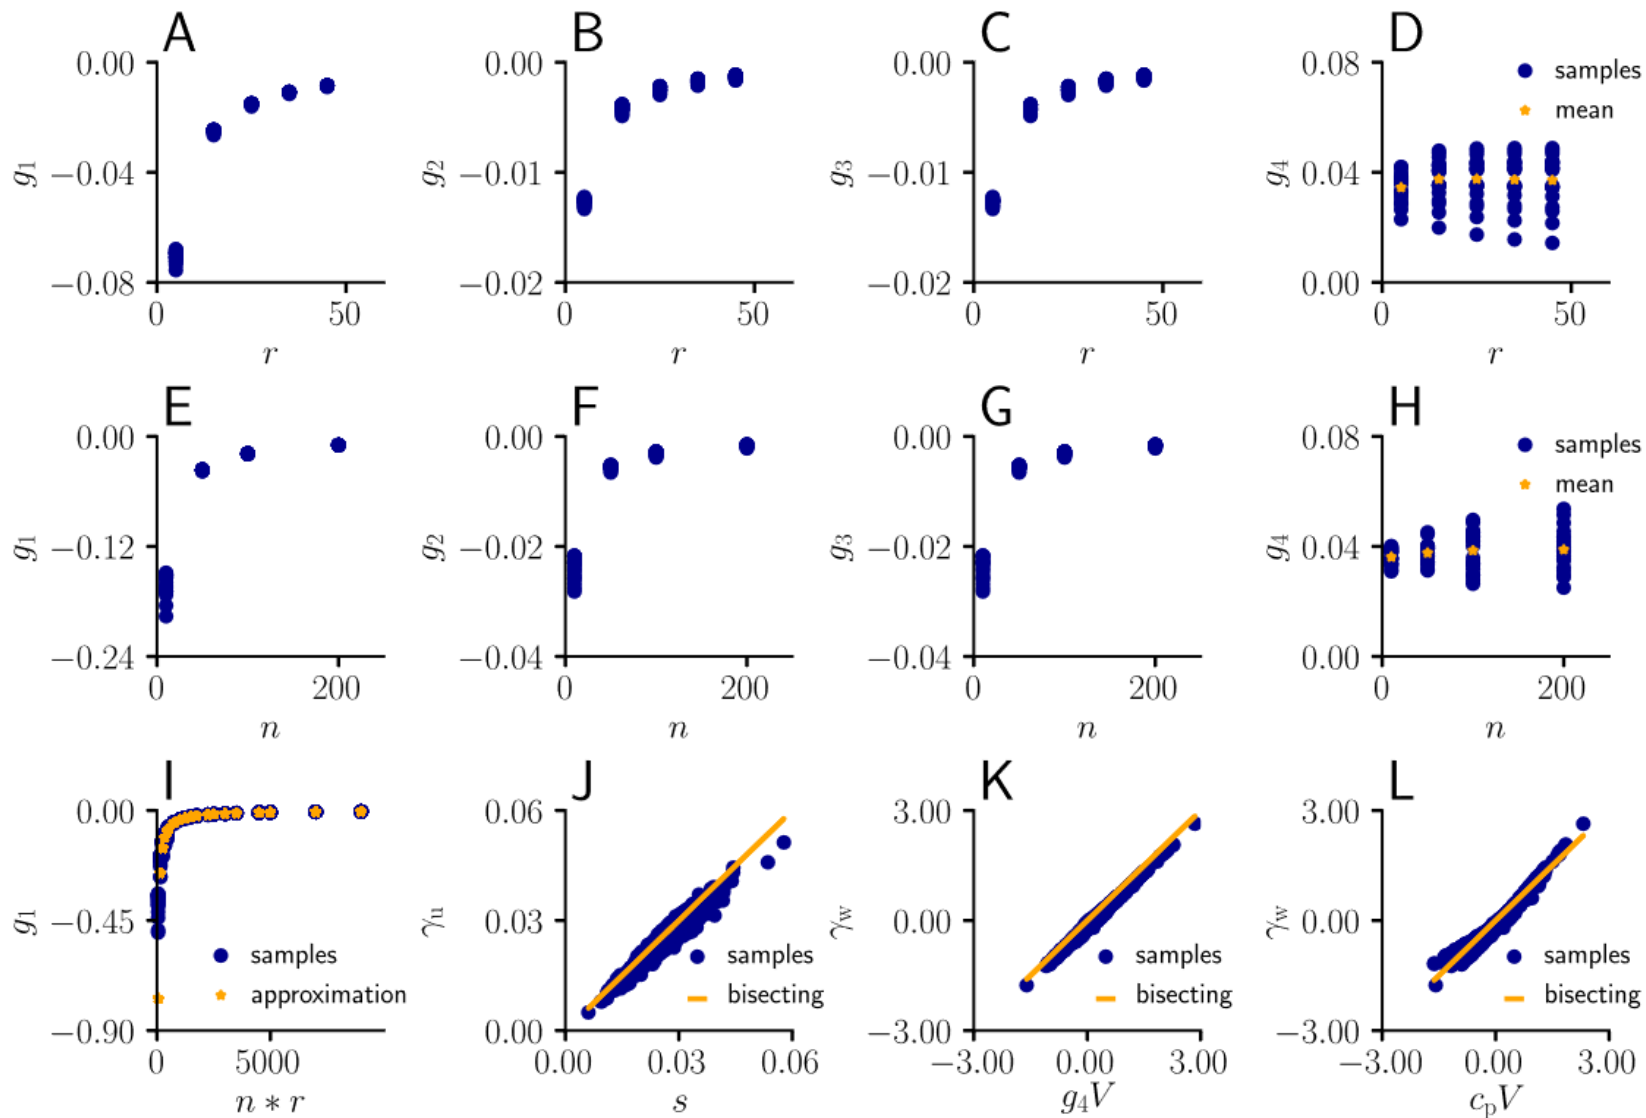 A B C D
0.00 0.00 0.00 0.08 samples
mean
g1 −0.04 g2 −0.01 g3 −0.01 g4 0.04
−0.08 −0.02 −0.02 0.00
0 50 0 50 0 50 0 50
r r r r
E F G H
0.00 0.00 0.00 0.08 samples
mean
g1 −0.12 g2 −0.02 g3 −0.02 g4 0.04
−0.24 −0.04 −0.04 0.00
0 200 0 200 0 200 0 200
n n n n
I J K L
0.00 0.06 3.00 3.00
g1 −0.45 γu 0.03 γw 0.00 γw 0.00
samples samples samples samples
approximation bisecting bisecting bisecting
−0.90 0.00 −3.00 −3.00
0 5000 0.00 0.03 0.06 −3.00 0.00 3.00 −3.00 0.00 3.00
n ∗ r s g4V cpV